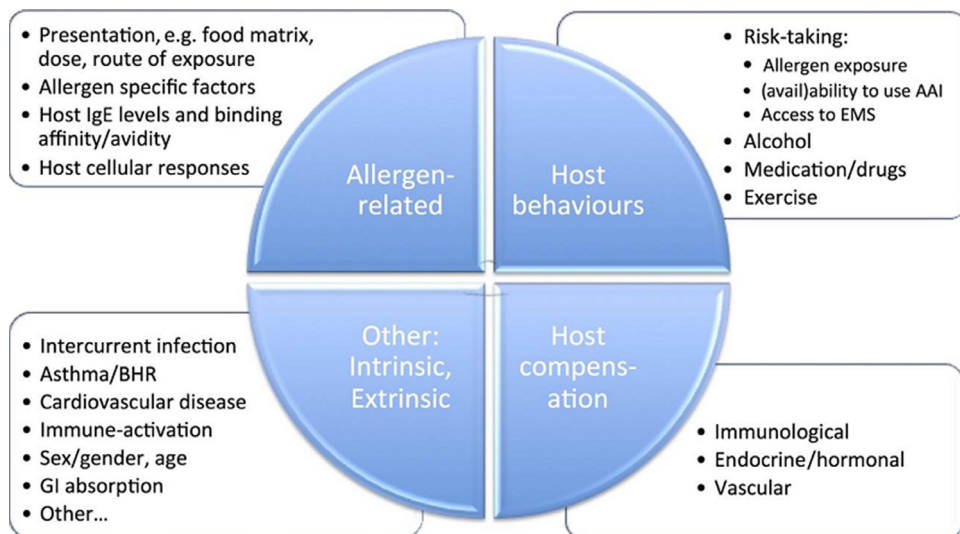 • Presentation, e.g. food matrix,
dose, route of exposure
• Allergen specific factors
• Host IgE levels and binding
affinity/avidity
• Host cellular responses
Allergen-
related
• Risk-taking:
• Allergen exposure
• (avail)ability to use AAI
• Access to EMS
• Alcohol
• Medication/drugs
• Exercise
Host
behaviours
• Intercurrent infection
• Asthma/BHR
• Cardiovascular disease
• Immune-activation
• Sex/gender, age
• GI absorption
• Other...
Other:
Intrinsic,
Extrinsic
Host
compens-
ation
• Immunological
• Endocrine/hormonal
• Vascular